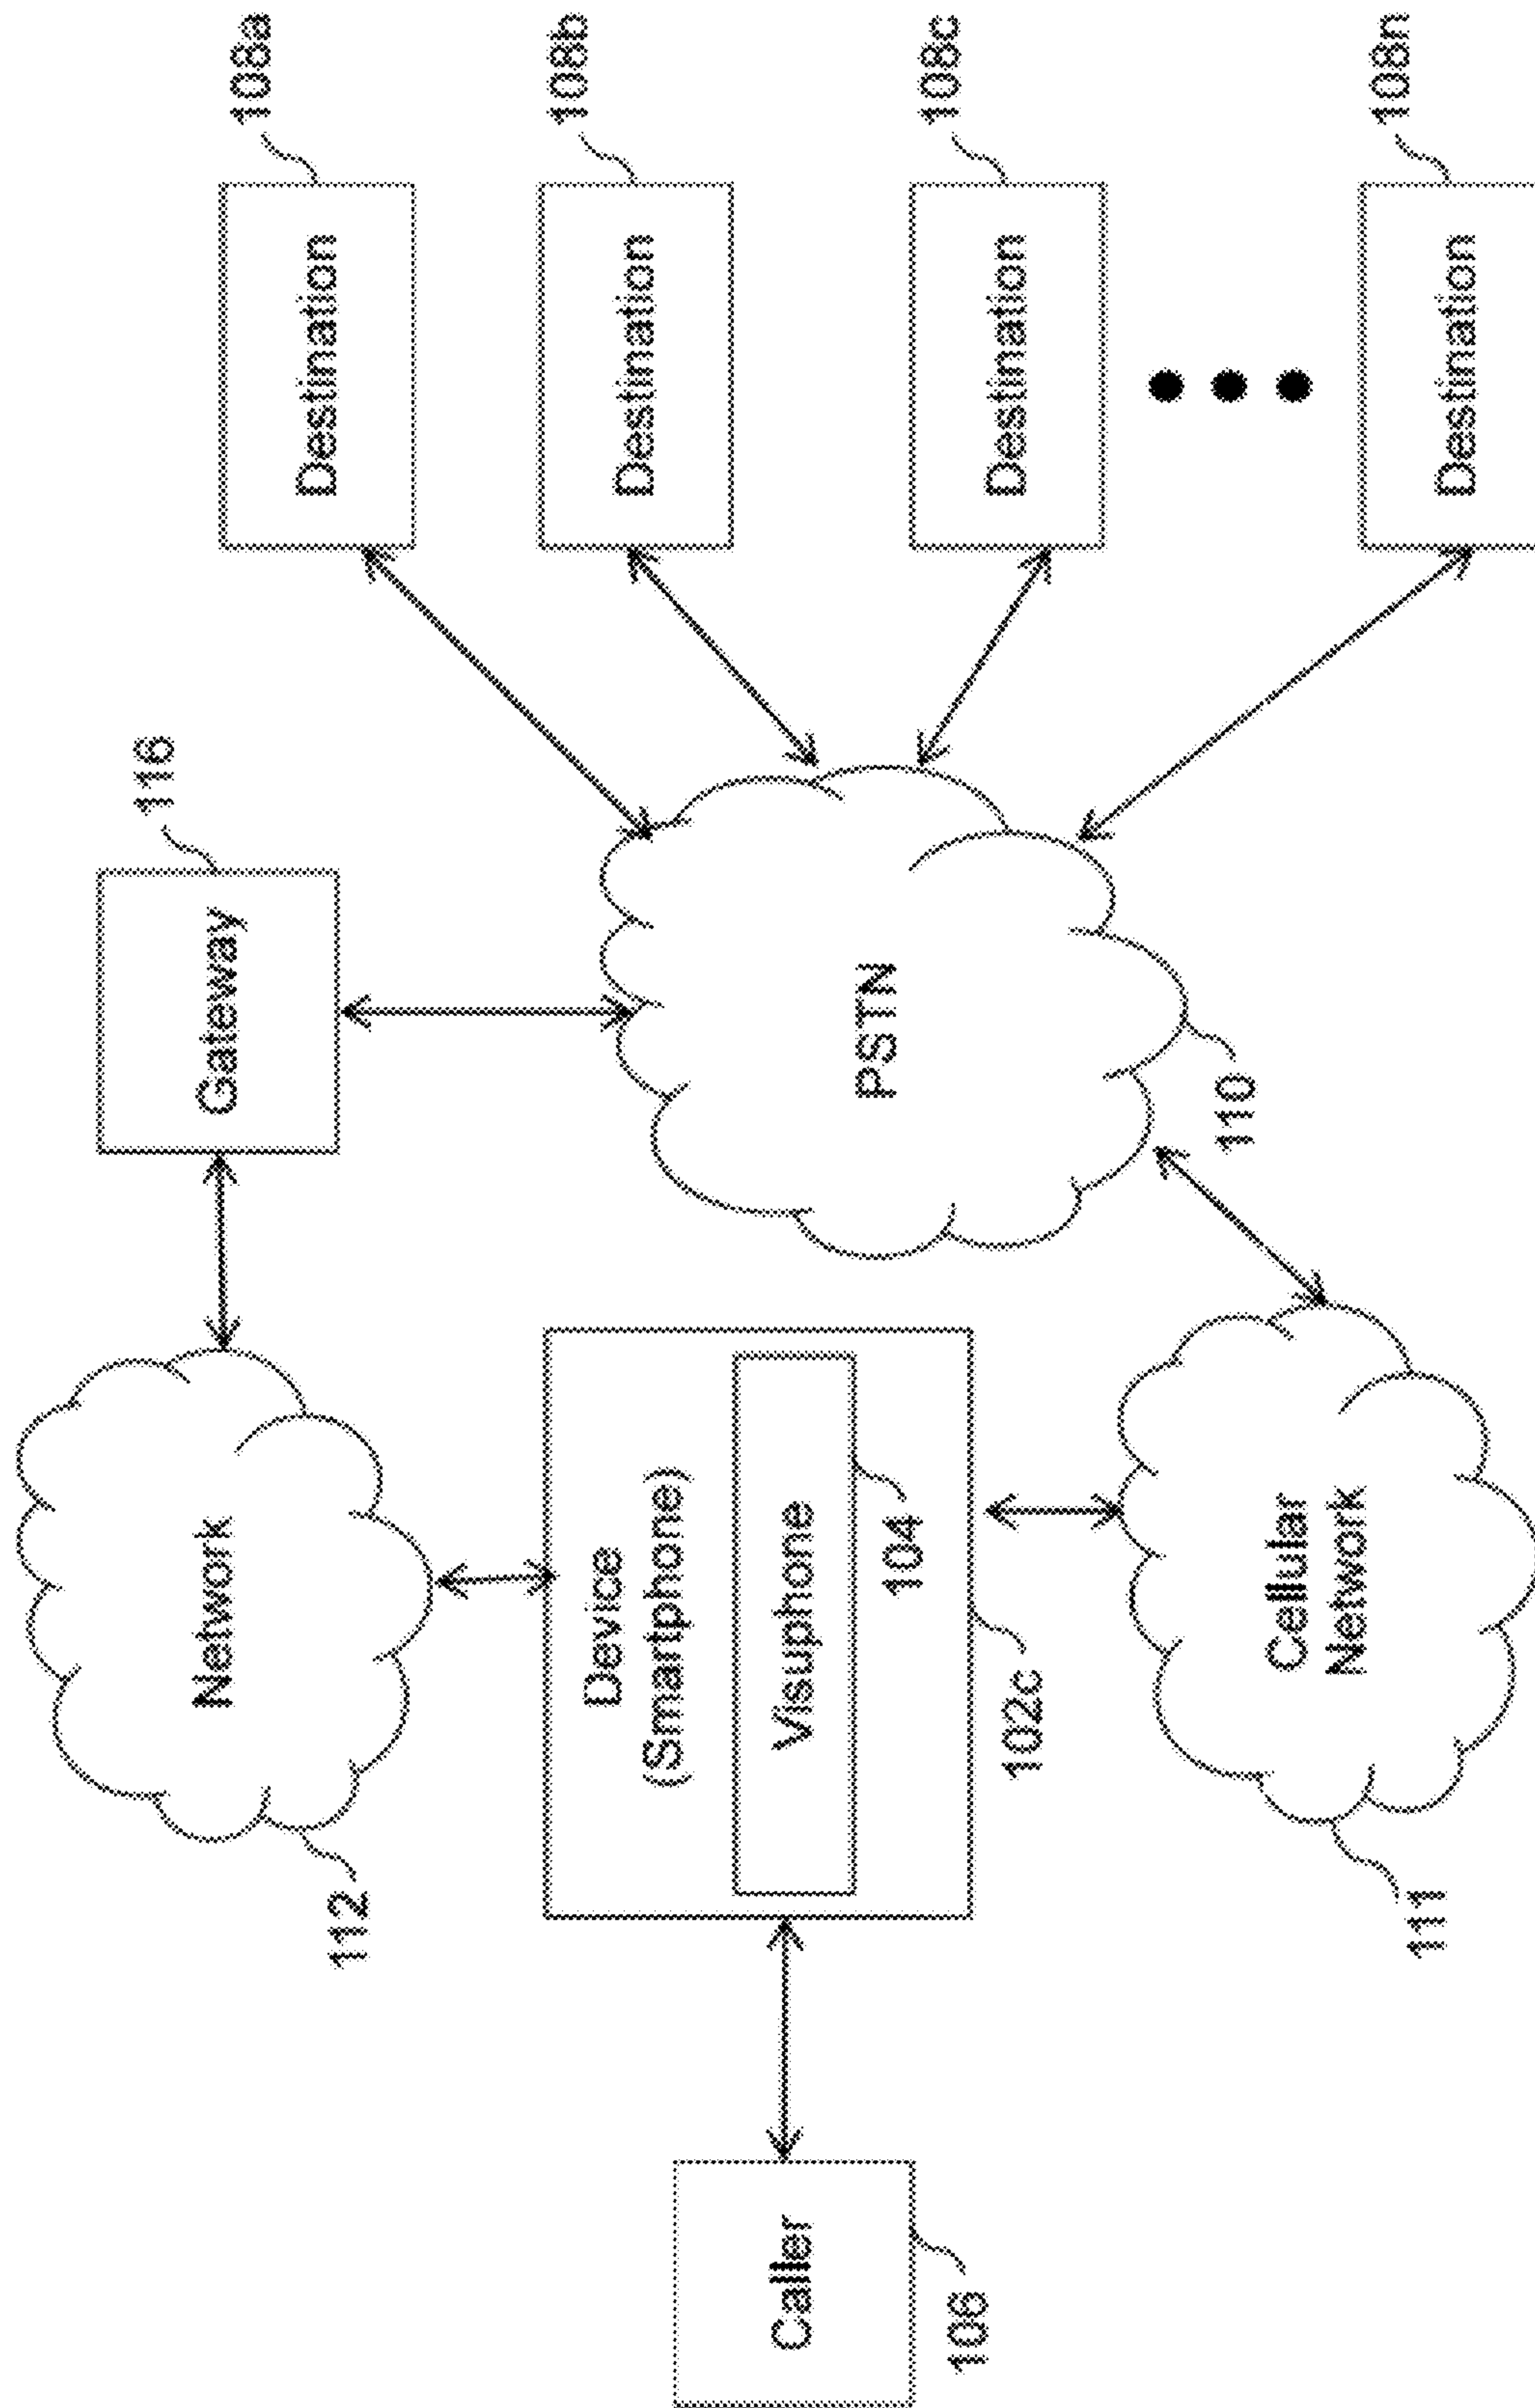 112
Network
116
Gateway
108a
Destination
108b
Destination
Device
(Smartphone)
Visuphone
104
102c
Caller
106
PSTN
110
108c
Destination
Cellular
Network
111
108n
Destination